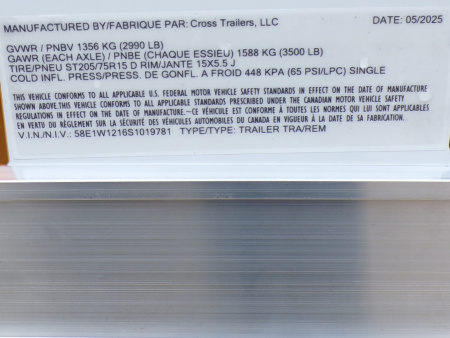 MANUFACTURED BY/FABRIQUE PAR: Cross Trailers, LLC DATE: 05/2025
GVWR / PNBV 1356 KG (2990 LB)
GAWR (EACH AXLE) / PNBE (CHAQUE ESSIEU) 1588 KG (3500 LB)
TIRE/PNEU ST205/75R15 D RIM/JANTE 15X5.5 J
COLD INFL. PRESS/PRESS. DE GONFL. A FROID 448 KPA (65 PSI/LPC) SINGLE
THIS VEHICLE CONFORMS TO ALL APPLICABLE U.S. FEDERAL MOTOR VEHICLE SAFETY STANDARDS IN EFFECT ON THE DATE OF MANUFACTURE
SHOWN ABOVE.THIS VEHICLE CONFORMS TO ALL APPLICABLE STANDARDS PRESCRIBED UNDER THE CANADIAN MOTOR VEHICLE SAFETY
REGULATIONS IN EFFECT ON THE DATE OF MANUFACTURE.-CE VÉHICULE EST CONFORME À TOUTES LES NORMES QUI LUI SONT APPLICABLES
EN VERTU DU RÈGLEMENT SUR LA SÉCURITÉ DES VÉHICULES AUTOMOBILES DU CANADA EN VIGUEUR À LA DATE DE SA FABRICATION.
V.I.N/N.I.V.: 58E1W1216S1019781 TYPE/TYPE: TRAILER TRA/REM